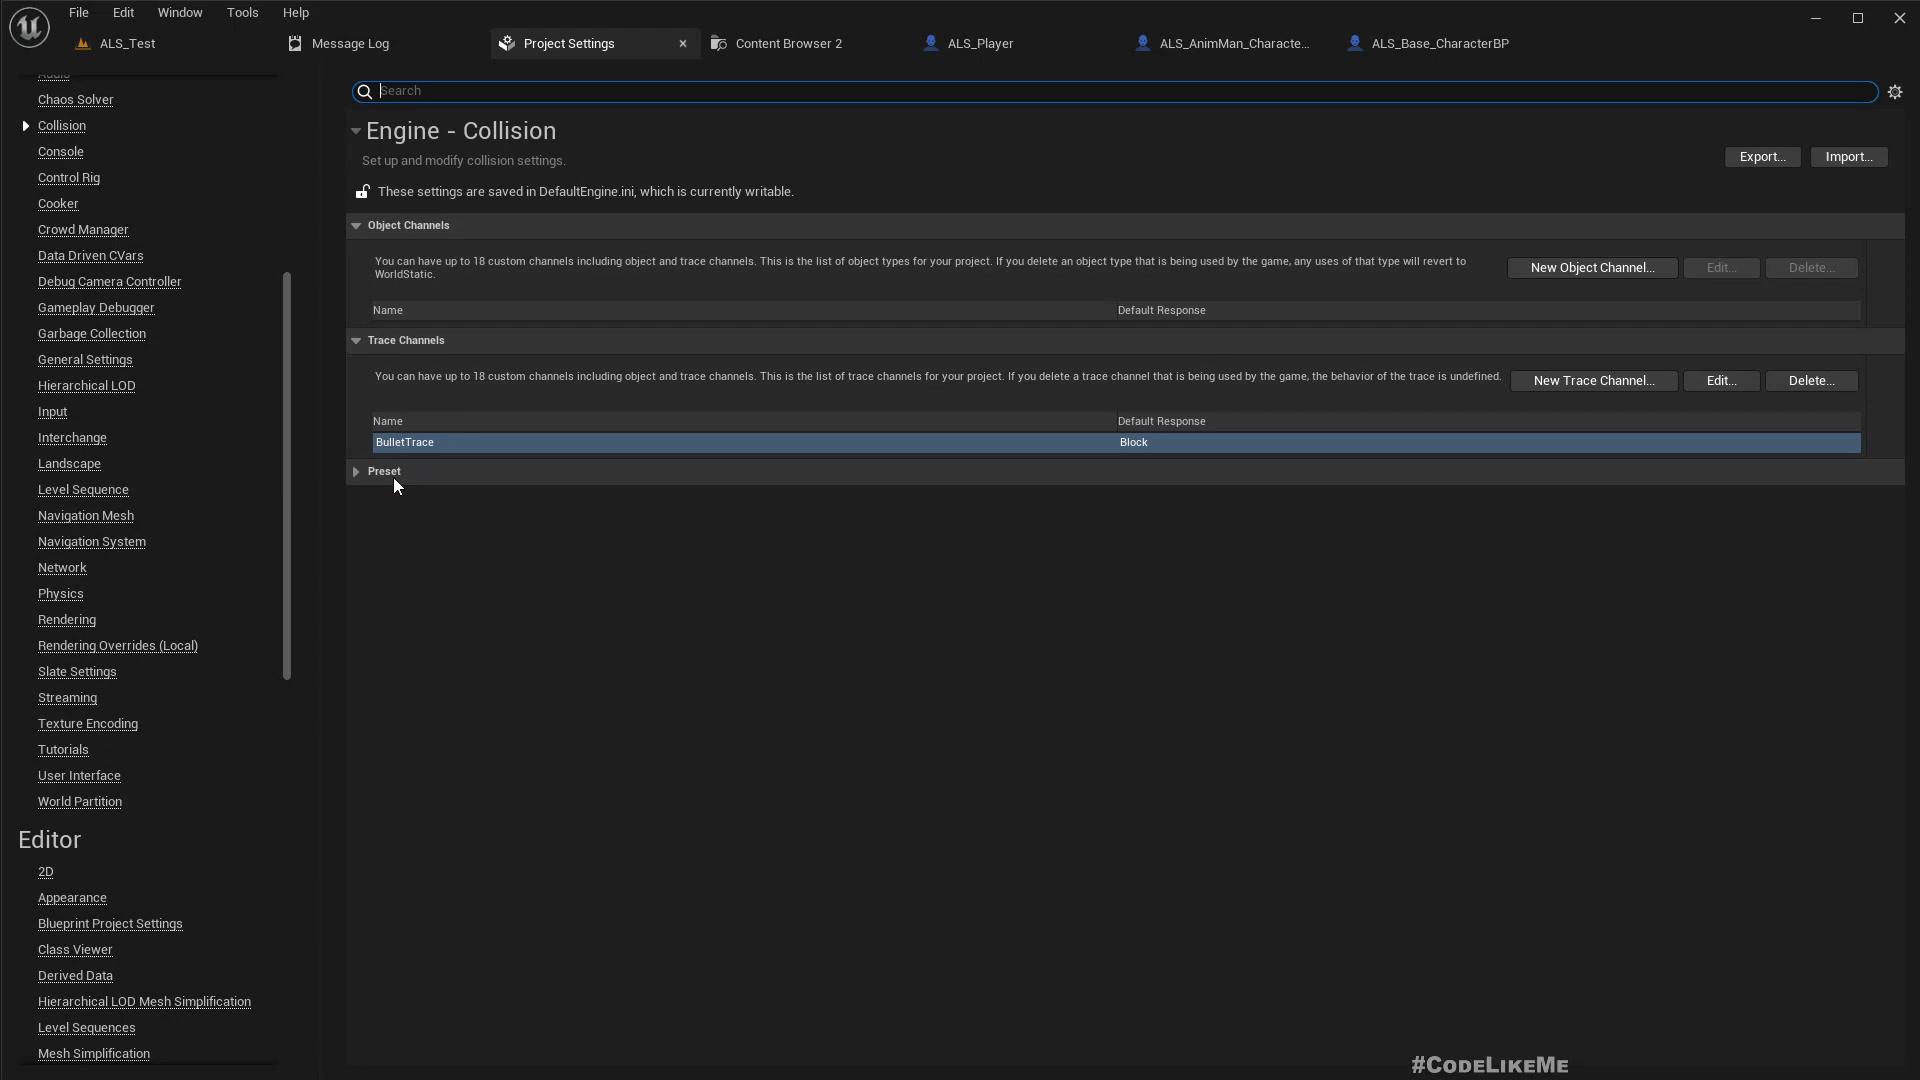 File Edit Window Tools Help
ALS_Test Message Log Project Settings Content Browser 2 ALS_Player ALS_AnimMan_Characte... ALS_Base_CharacterBP
Audio
Chaos Solver
Collision
Console
Control Rig
Cooker
Crowd Manager
Data Driven CVars
Debug Camera Controller
Gameplay Debugger
Garbage Collection
General Settings
Hierarchical LOD
Input
Interchange
Landscape
Level Sequence
Navigation Mesh
Navigation System
Network
Physics
Rendering
Rendering Overrides (Local)
Slate Settings
Streaming
Texture Encoding
Tutorials
User Interface
World Partition
Editor
2D
Appearance
Blueprint Project Settings
Class Viewer
Derived Data
Hierarchical LOD Mesh Simplification
Level Sequences
Mesh Simplification
Search
Engine - Collision
Set up and modify collision settings.
Export... Import...
These settings are saved in DefaultEngine.ini, which is currently writable.
Object Channels
You can have up to 18 custom channels including object and trace channels. This is the list of object types for your project. If you delete an object type that is being used by the game, any uses of that type will revert to
WorldStatic.
New Object Channel... Edit... Delete...
Name Default Response
Trace Channels
You can have up to 18 custom channels including object and trace channels. This is the list of trace channels for your project. If you delete a trace channel that is being used by the game, the behavior of the trace is undefined.
New Trace Channel... Edit... Delete...
Name Default Response
BulletTrace Block
Preset
#CodeLikeMe